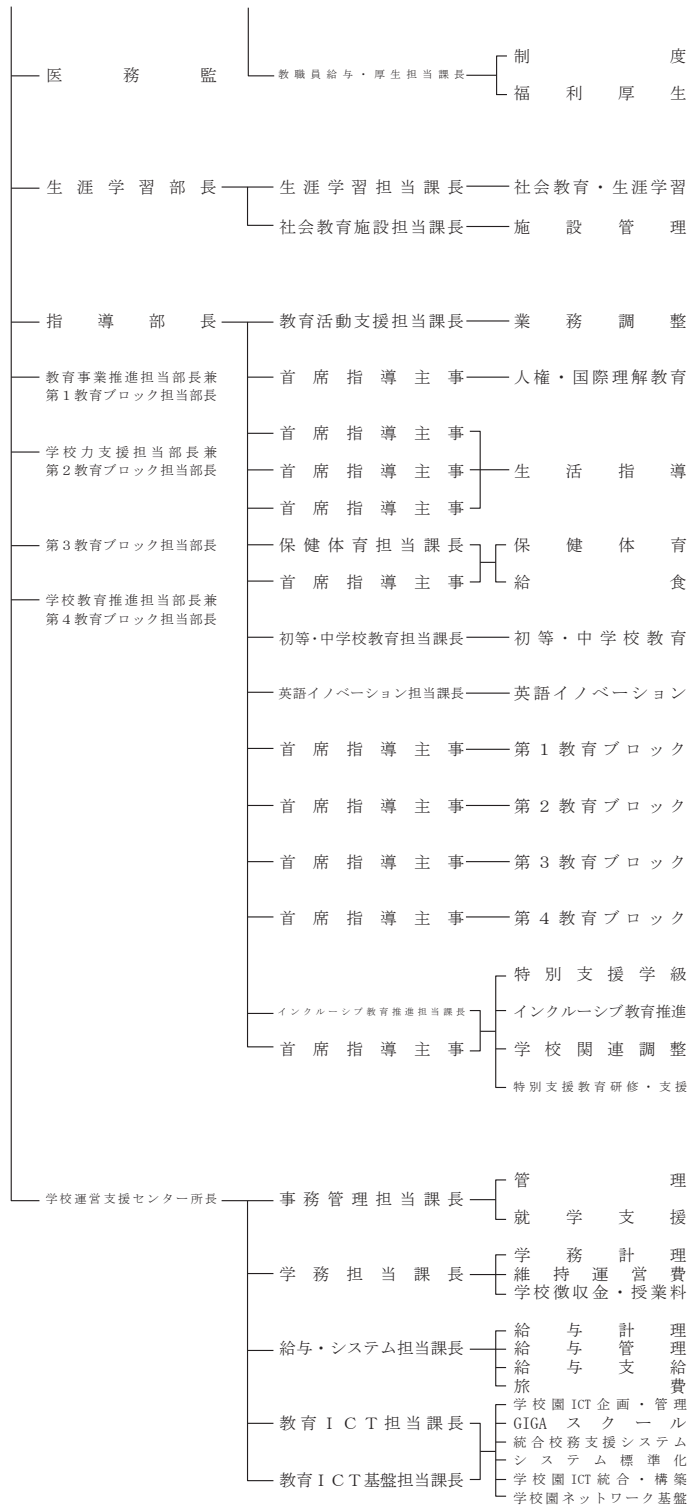 医務監
教職員給与・厚生担当課長
制度
福利厚生
生涯学習部長
生涯学習担当課長
社会教育・生涯学習
社会教育施設担当課長
施設管理
指導部長
教育活動支援担当課長
業務調整
教育事業推進担当部長兼
第1教育ブロック担当部長
首席指導主事
人権・国際理解教育
学校力支援担当部長兼
第2教育ブロック担当部長
首席指導主事
首席指導主事
首席指導主事
生活指導
第3教育ブロック担当部長
保健体育担当課長
首席指導主事
保健体育
給食
学校教育推進担当部長兼
第4教育ブロック担当部長
初等・中学校教育担当課長
初等・中学校教育
英語イノベーション担当課長
英語イノベーション
首席指導主事
第1教育ブロック
首席指導主事
第2教育ブロック
首席指導主事
第3教育ブロック
首席指導主事
第4教育ブロック
インクルーシブ教育推進担当課長
首席指導主事
特別支援学級
インクルーシブ教育推進
学校関連調整
特別支援教育研修・支援
学校運営支援センター所長
事務管理担当課長
管理
就学支援
学務担当課長
学務計理
維持運営費
学校徴収金・授業料
給与・システム担当課長
給与計理
給与管理
給与支給
旅費
教育ICT担当課長
教育ICT基盤担当課長
学校園ICT企画・管理
GIGAスクール
統合校務支援システム
システム標準化
学校園ICT統合・構築
学校園ネットワーク基盤